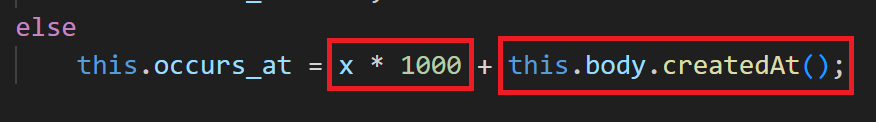 else
this.occurs_at = x * 1000 + this.body.createdAt();